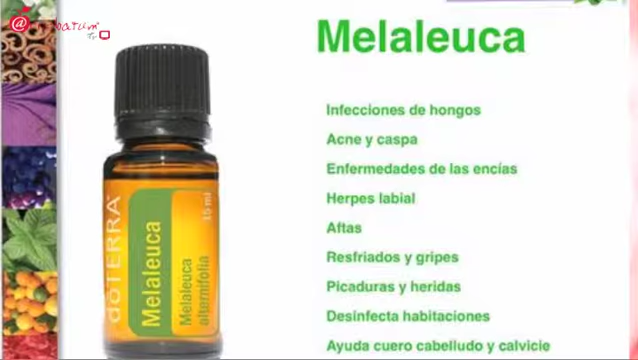 Melaleuca
Infecciones de hongos
Acne y caspa
Enfermedades de las encías
Herpes labial
Aftas
Resfriados y gripes
Picaduras y heridas
Desinfecta habitaciones
Ayuda cuero cabelludo y calvicie
dōTERRA
Melaleuca
Melaleuca
alternifolia
15 ml